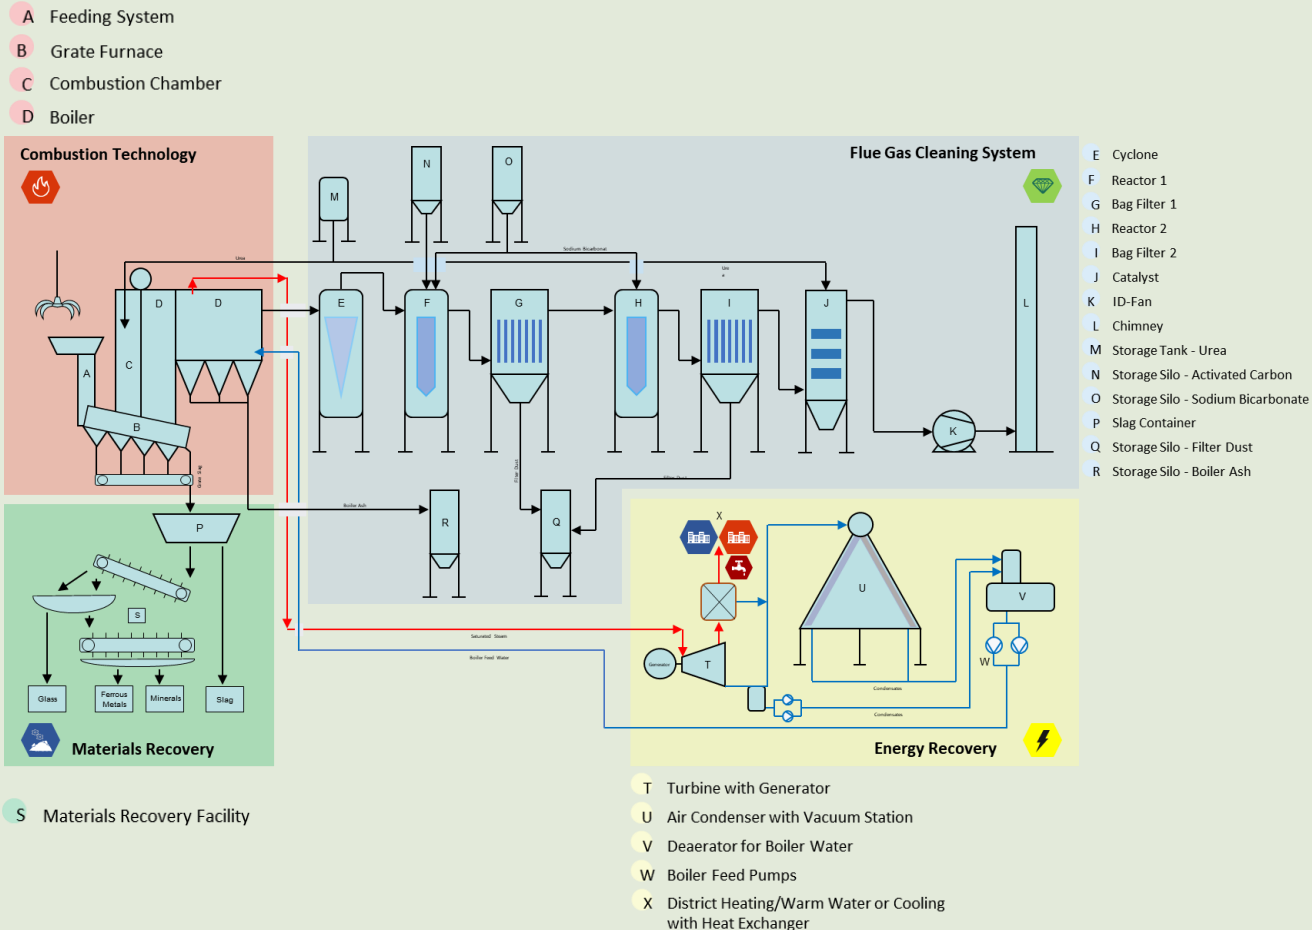 A Feeding System
B Grate Furnace
C Combustion Chamber
D Boiler
Combustion Technology
Flue Gas Cleaning System
E Cyclone
F Reactor 1
G Bag Filter 1
H Reactor 2
I Bag Filter 2
J Catalyst
K ID-Fan
L Chimney
M Storage Tank - Urea
N Storage Silo - Activated Carbon
O Storage Silo - Sodium Bicarbonate
P Slag Container
Q Storage Silo - Filter Dust
R Storage Silo - Boiler Ash
M
N
O
Urea
Sodium Bicarbonat
D
D
E
F
G
H
I
J
L
C
A
B
K
Boiler Ash
R
Q
P
X
U
V
W
S
Saturated Steam
Boiler Feed Water
Generator
T
Condensates
Condensates
Glass
Ferrous
Metals
Minerals
Slag
Materials Recovery
Energy Recovery
S Materials Recovery Facility
T Turbine with Generator
U Air Condenser with Vacuum Station
V Deaerator for Boiler Water
W Boiler Feed Pumps
X District Heating/Warm Water or Cooling
with Heat Exchanger